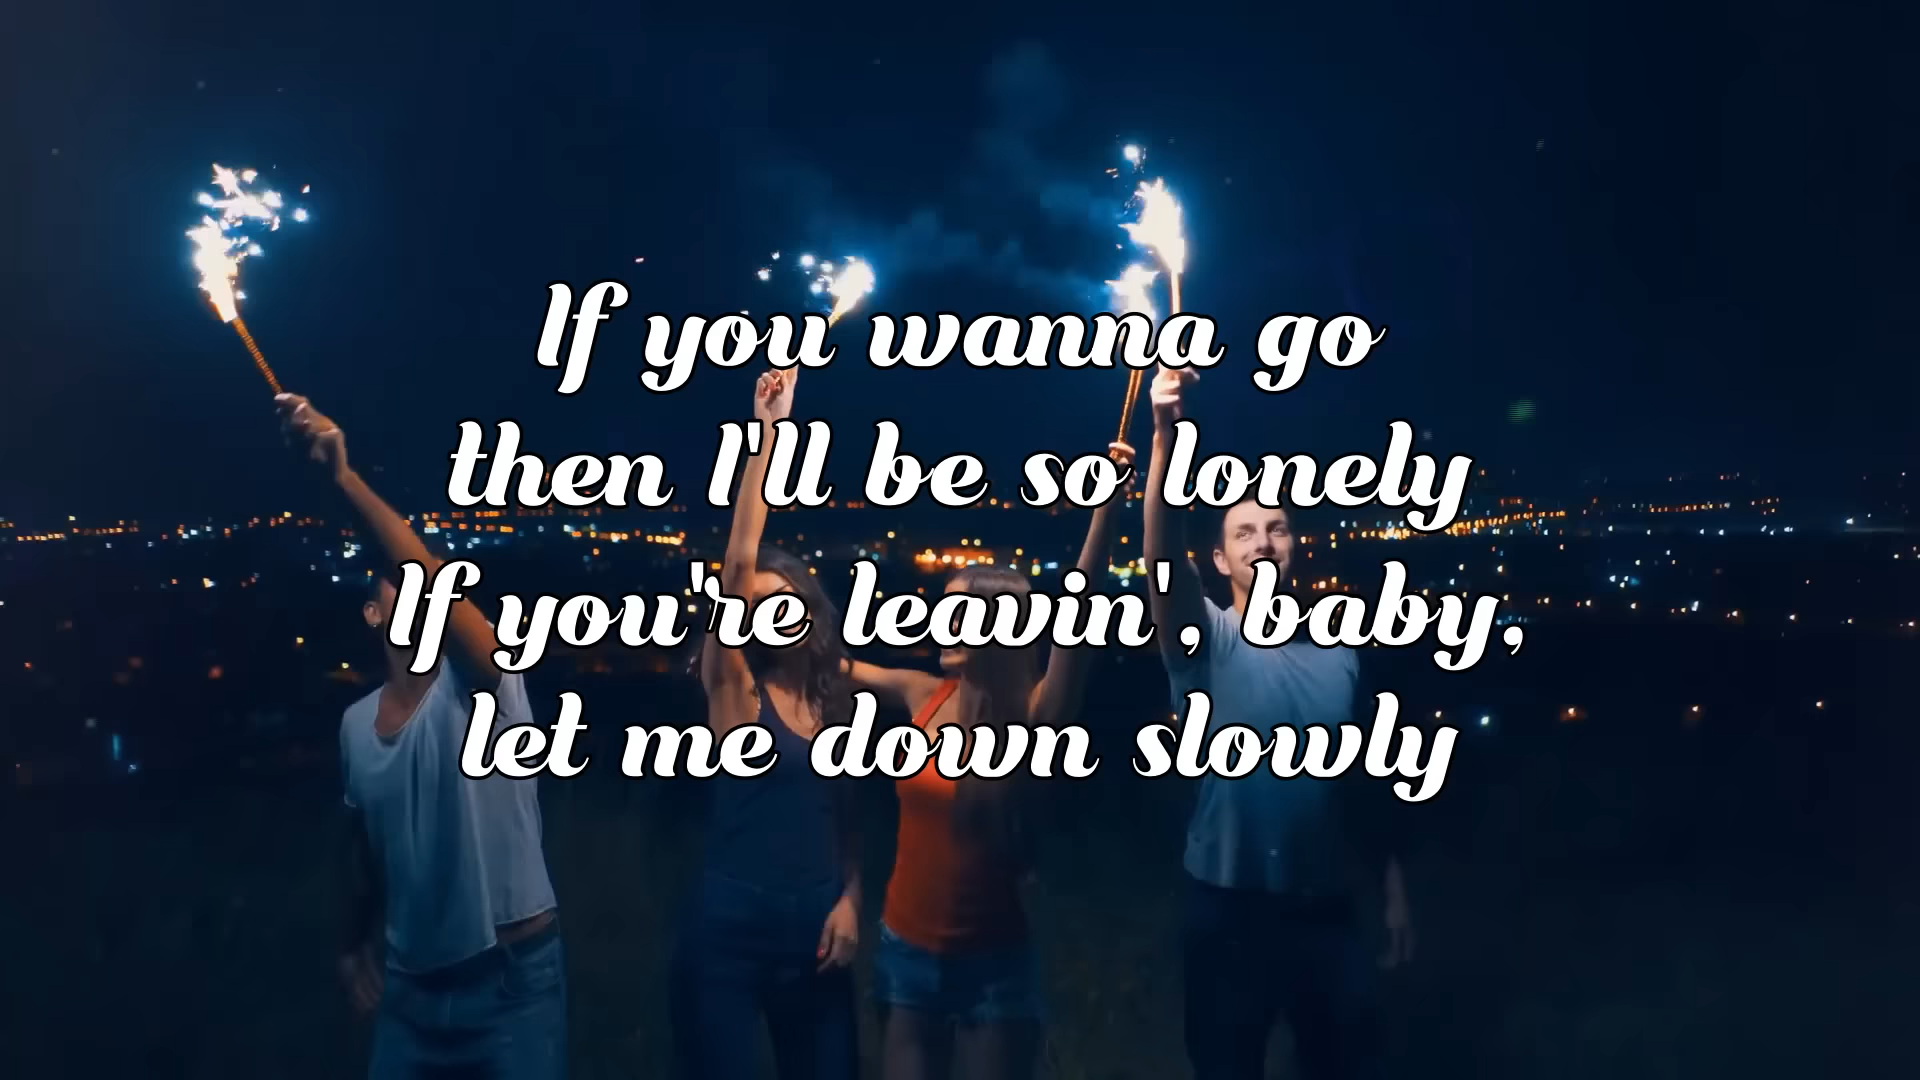 If you wanna go
then I'll be so lonely
If you're leavin', baby,
let me down slowly